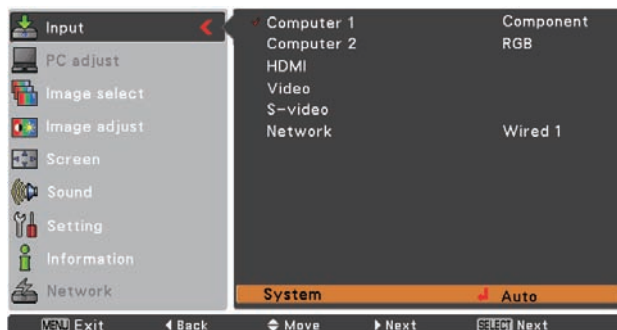 Input
PC adjust
Image select
Image adjust
Screen
Sound
Setting
Information
Network
Computer 1 Component
Computer 2 RGB
HDMI
Video
S-video
Network Wired 1
System Auto
MENU Exit Back Move Next SELECT Next